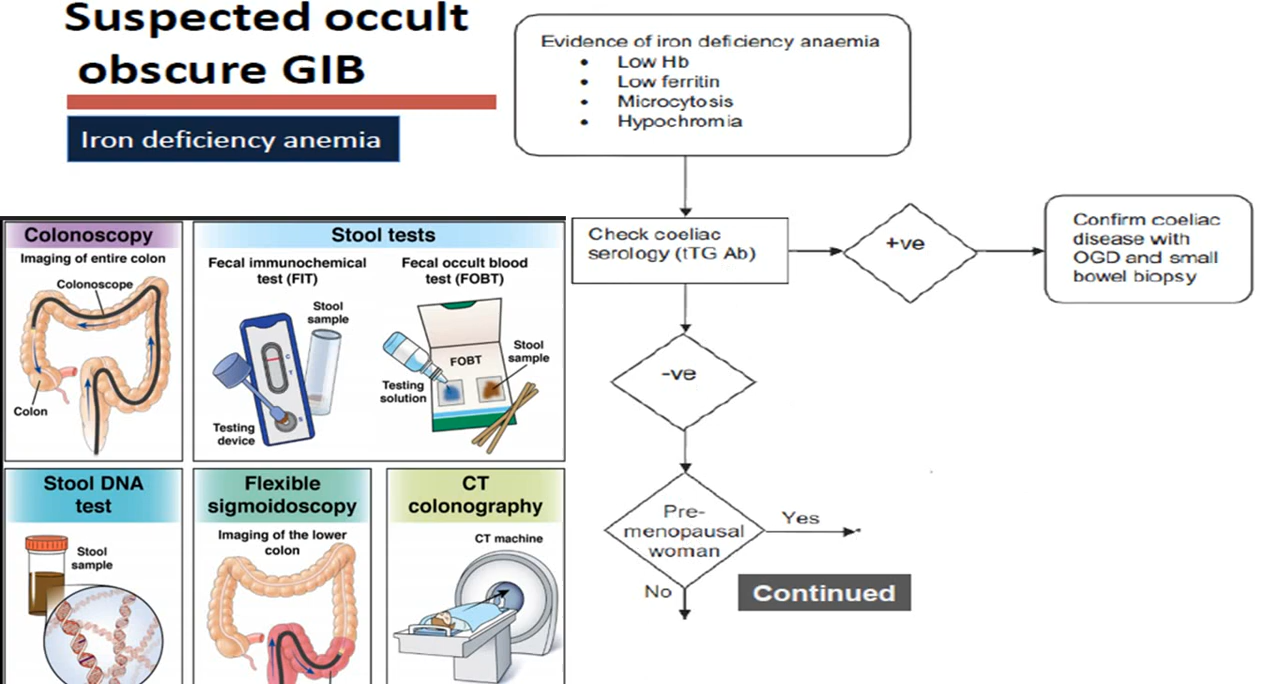 Suspected occult
obscure GIB
Iron deficiency anemia
Evidence of iron deficiency anaemia
• Low Hb
• Low ferritin
• Microcytosis
• Hypochromia
Check coeliac
serology (tTG Ab)
+ve
Confirm coeliac
disease with
OGD and small
bowel biopsy
-ve
Pre-
menopausal
woman
Yes
No
Continued
Colonoscopy
Imaging of entire colon
Colonoscope
Colon
Stool tests
Fecal immunochemical
test (FIT)
Stool
sample
C
T
S
Testing
device
Fecal occult blood
test (FOBT)
FOBT
Stool
sample
Testing
solution
Stool DNA
test
Stool
sample
Flexible
sigmoidoscopy
Imaging of the lower
colon
CT
colonography
CT machine